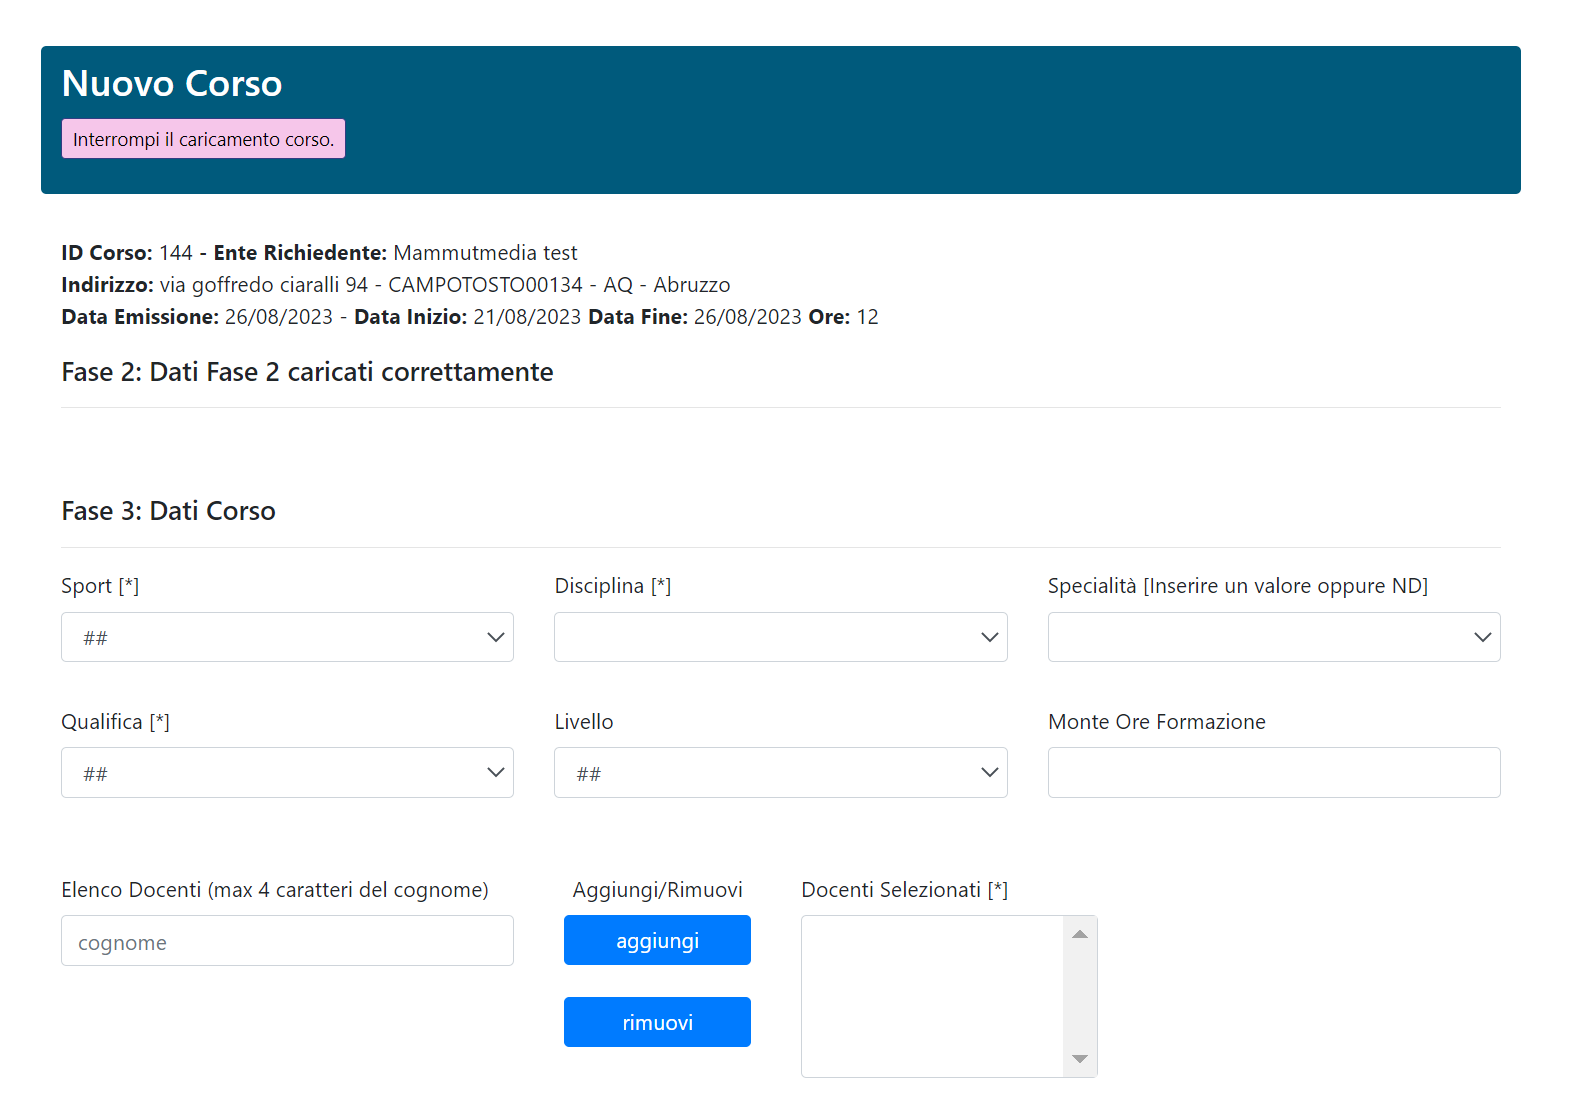 Nuovo Corso
Interrompi il caricamento corso.
ID Corso: 144 - Ente Richiedente: Mammutmedia test
Indirizzo: via goffredo ciaralli 94 - CAMPOTOSTO00134 - AQ - Abruzzo
Data Emissione: 26/08/2023 - Data Inizio: 21/08/2023 Data Fine: 26/08/2023 Ore: 12
Fase 2: Dati Fase 2 caricati correttamente
Fase 3: Dati Corso
Sport [*] Disciplina [*] Specialità [Inserire un valore oppure ND]
##
Qualifica [*] Livello Monte Ore Formazione
## ##
Elenco Docenti (max 4 caratteri del cognome) Aggiungi/Rimuovi Docenti Selezionati [*]
cognome aggiungi
rimuovi